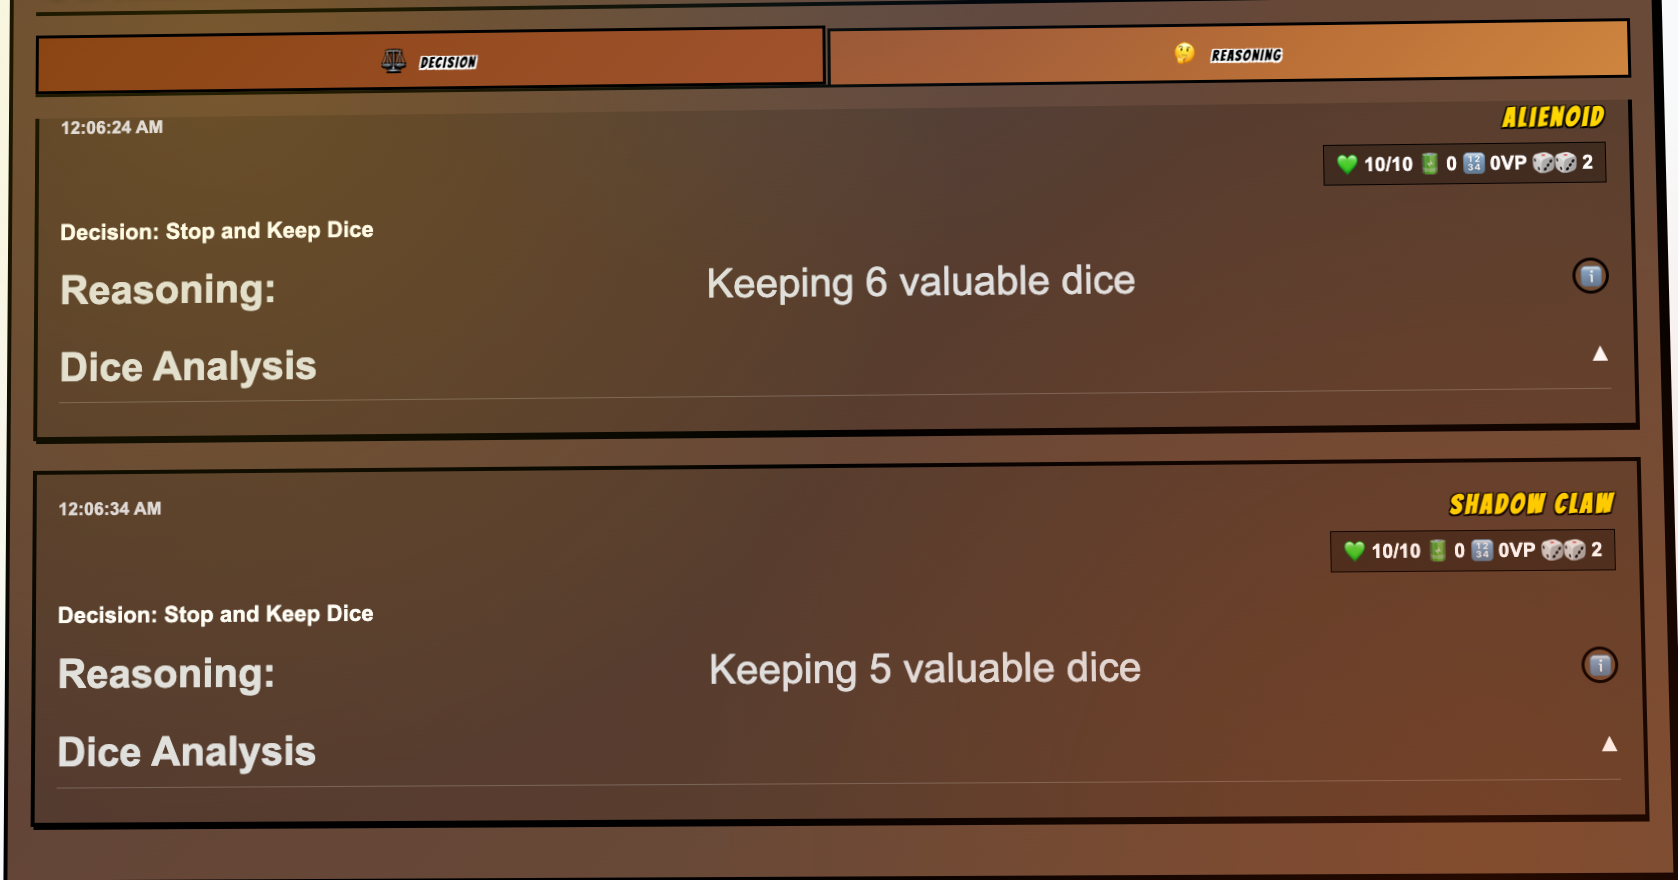 DECISION
REASONING
12:06:24 AM
ALIENOID
10/10 0 0VP 2
Decision: Stop and Keep Dice
Reasoning:
Keeping 6 valuable dice
Dice Analysis
12:06:34 AM
SHADOW CLAW
10/10 0 0VP 2
Decision: Stop and Keep Dice
Reasoning:
Keeping 5 valuable dice
Dice Analysis